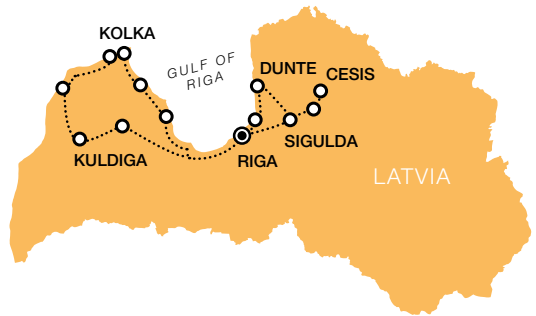 KOLKA
GULF OF
RIGA
DUNTE
CESIS
SIGULDA
KULDIGA
RIGA
LATVIA